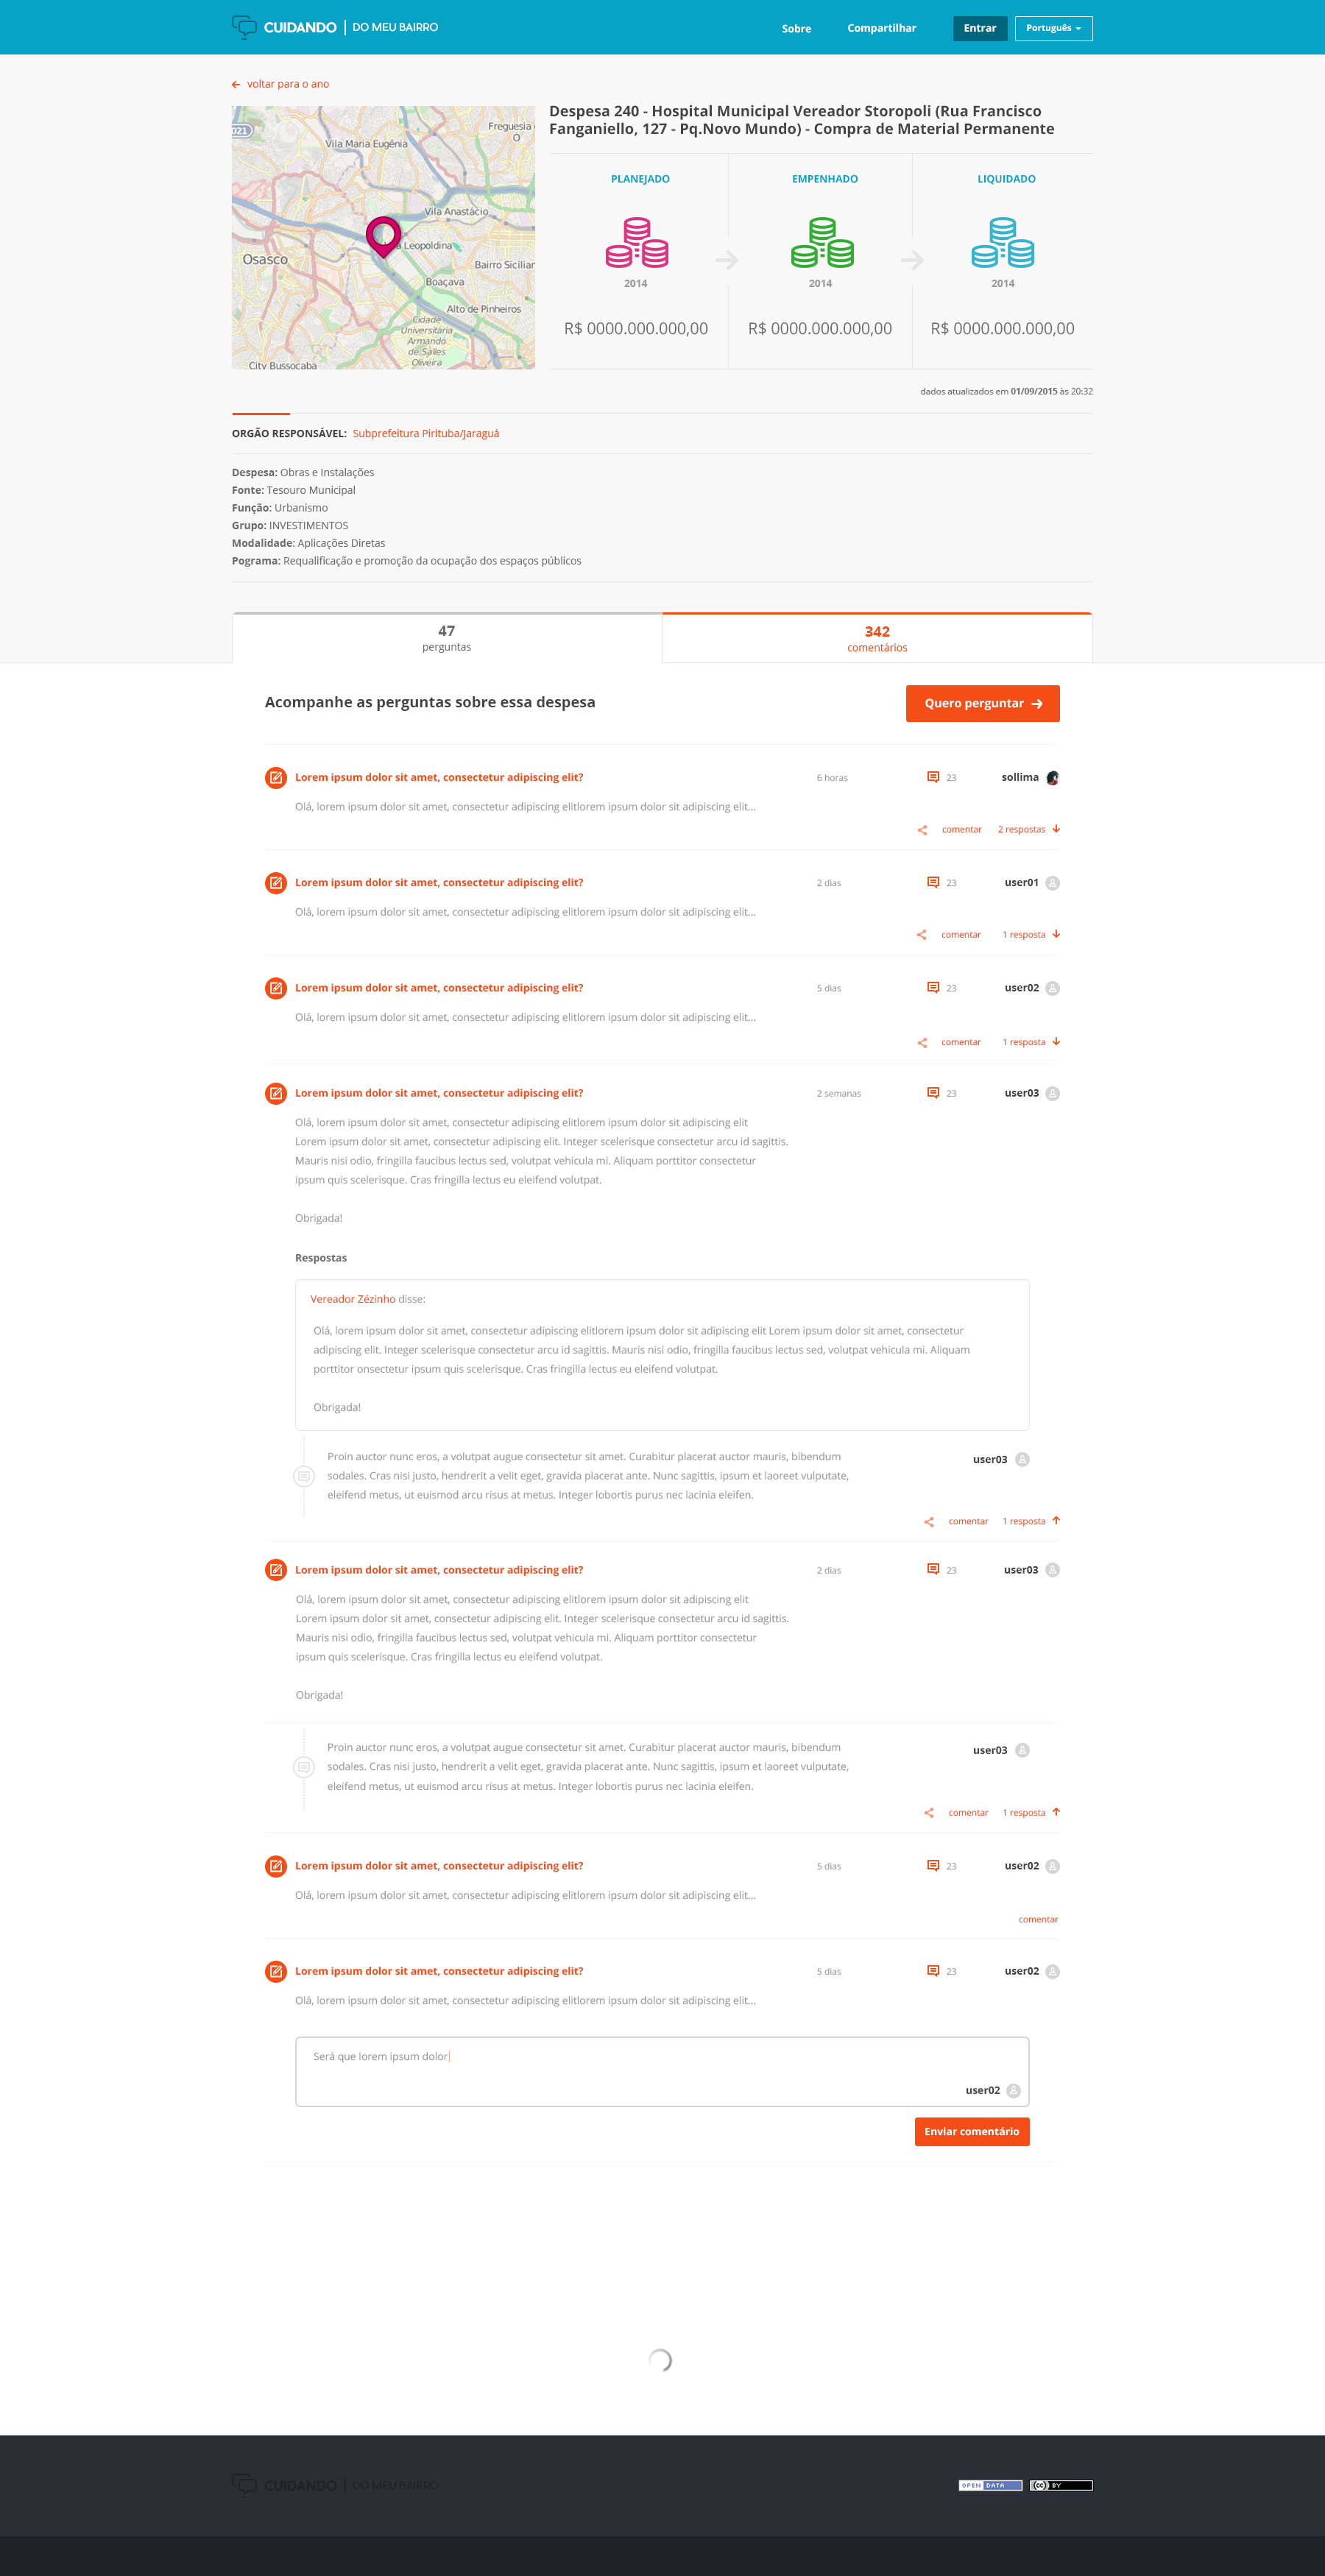 CUIDANDO | DO MEU BAIRRO
Sobre
Compartilhar
Entrar
Português
voltar para o ano
021
Freguesia
Ó
Vila Maria Eugênia
Vila Anastácio
Leopoldina
Osasco
Bairro Sicilian
Boaçava
Alto de Pinheiros
Cidade
Universitária
Armando
de Salles
Oliveira
City Bussocaba
Despesa 240 - Hospital Municipal Vereador Storopoli (Rua Francisco
Fanganiello, 127 - Pq.Novo Mundo) - Compra de Material Permanente
PLANEJADO
EMPENHADO
LIQUIDADO
2014
2014
2014
R$ 0000.000.000,00
R$ 0000.000.000,00
R$ 0000.000.000,00
dados atualizados em 01/09/2015 às 20:32
ORGÃO RESPONSÁVEL: Subprefeitura Pirituba/Jaraguá
Despesa: Obras e Instalações
Fonte: Tesouro Municipal
Função: Urbanismo
Grupo: INVESTIMENTOS
Modalidade: Aplicações Diretas
Pograma: Requalificação e promoção da ocupação dos espaços públicos
47
perguntas
342
comentários
Acompanhe as perguntas sobre essa despesa
Quero perguntar
Lorem ipsum dolor sit amet, consectetur adipiscing elit?
6 horas
23
sollima
Olá, lorem ipsum dolor sit amet, consectetur adipiscing elitlorem ipsum dolor sit adipiscing elit...
comentar
2 respostas
Lorem ipsum dolor sit amet, consectetur adipiscing elit?
2 dias
23
user01
Olá, lorem ipsum dolor sit amet, consectetur adipiscing elitlorem ipsum dolor sit adipiscing elit...
comentar
1 resposta
Lorem ipsum dolor sit amet, consectetur adipiscing elit?
5 dias
23
user02
Olá, lorem ipsum dolor sit amet, consectetur adipiscing elitlorem ipsum dolor sit adipiscing elit...
comentar
1 resposta
Lorem ipsum dolor sit amet, consectetur adipiscing elit?
2 semanas
23
user03
Olá, lorem ipsum dolor sit amet, consectetur adipiscing elitlorem ipsum dolor sit adipiscing elit
Lorem ipsum dolor sit amet, consectetur adipiscing elit. Integer scelerisque consectetur arcu id sagittis.
Mauris nisi odio, fringilla faucibus lectus sed, volutpat vehicula mi. Aliquam porttitor consectetur
ipsum quis scelerisque. Cras fringilla lectus eu eleifend volutpat.
Obrigada!
Respostas
Vereador Zézinho disse:
Olá, lorem ipsum dolor sit amet, consectetur adipiscing elitlorem ipsum dolor sit adipiscing elit Lorem ipsum dolor sit amet, consectetur
adipiscing elit. Integer scelerisque consectetur arcu id sagittis. Mauris nisi odio, fringilla faucibus lectus sed, volutpat vehicula mi. Aliquam
porttitor onsectetur ipsum quis scelerisque. Cras fringilla lectus eu eleifend volutpat.
Obrigada!
Proin auctor nunc eros, a volutpat augue consectetur sit amet. Curabitur placerat auctor mauris, bibendum
sodales. Cras nisi justo, hendrerit a velit eget, gravida placerat ante. Nunc sagittis, ipsum et laoreet vulputate,
eleifend metus, ut euismod arcu risus at metus. Integer lobortis purus nec lacinia eleifen.
user03
comentar
1 resposta
Lorem ipsum dolor sit amet, consectetur adipiscing elit?
2 dias
23
user03
Olá, lorem ipsum dolor sit amet, consectetur adipiscing elitlorem ipsum dolor sit adipiscing elit
Lorem ipsum dolor sit amet, consectetur adipiscing elit. Integer scelerisque consectetur arcu id sagittis.
Mauris nisi odio, fringilla faucibus lectus sed, volutpat vehicula mi. Aliquam porttitor consectetur
ipsum quis scelerisque. Cras fringilla lectus eu eleifend volutpat.
Obrigada!
Proin auctor nunc eros, a volutpat augue consectetur sit amet. Curabitur placerat auctor mauris, bibendum
sodales. Cras nisi justo, hendrerit a velit eget, gravida placerat ante. Nunc sagittis, ipsum et laoreet vulputate,
eleifend metus, ut euismod arcu risus at metus. Integer lobortis purus nec lacinia eleifen.
user03
comentar
1 resposta
Lorem ipsum dolor sit amet, consectetur adipiscing elit?
5 dias
23
user02
Olá, lorem ipsum dolor sit amet, consectetur adipiscing elitlorem ipsum dolor sit adipiscing elit...
comentar
Lorem ipsum dolor sit amet, consectetur adipiscing elit?
5 dias
23
user02
Olá, lorem ipsum dolor sit amet, consectetur adipiscing elitlorem ipsum dolor sit adipiscing elit...
Será que lorem ipsum dolor
user02
Enviar comentário
CUIDANDO | DO MEU BAIRRO
OPEN DATA
cc BY